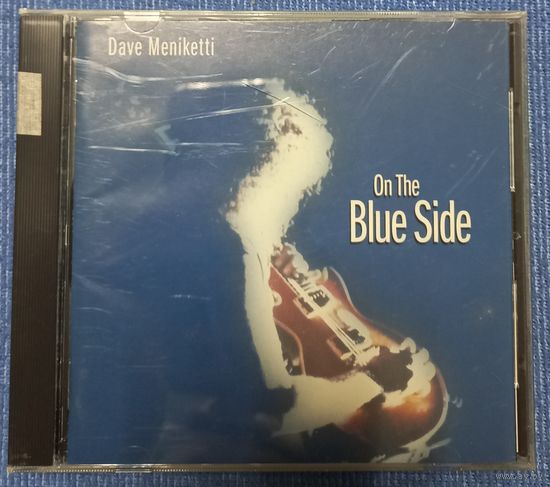 Dave Meniketti
On The
Blue Side